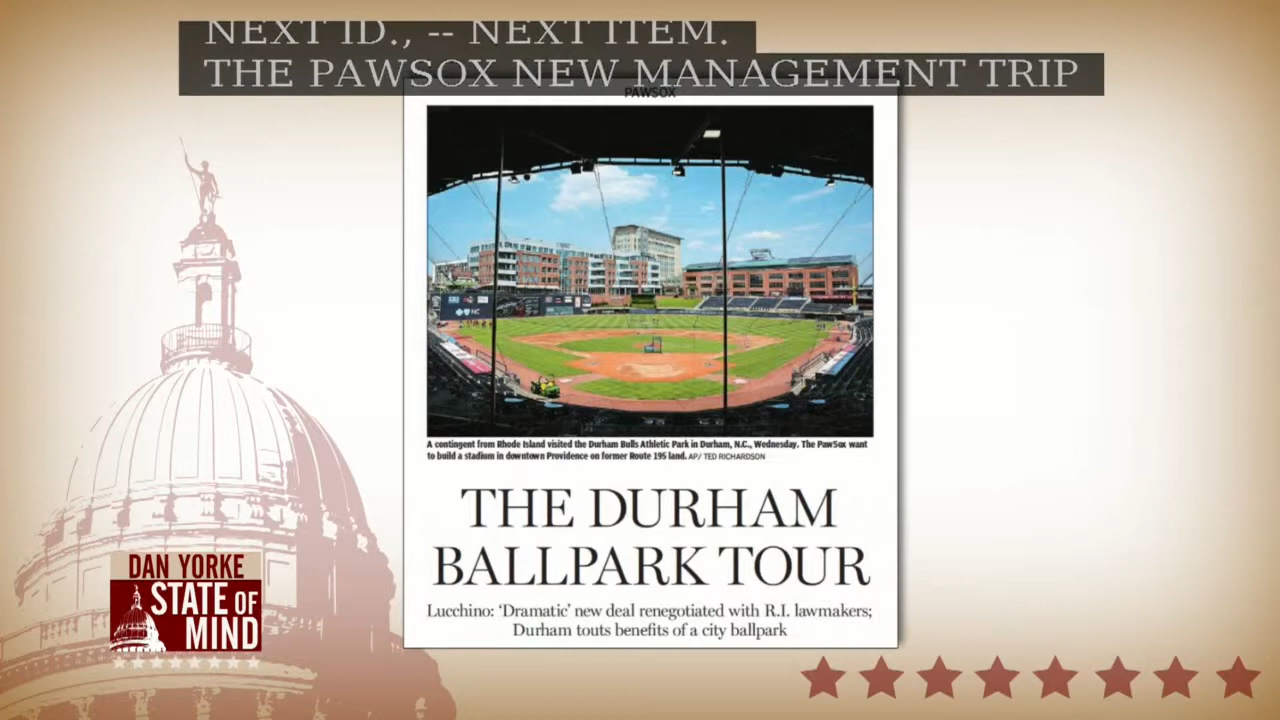 NEXT ID., -- NEXT ITEM.
THE PAWSOX NEW MANAGEMENT TRIP
PAWSOX
A contingent from Rhode Island visited the Durham Bulls Athletic Park in Durham, N.C., Wednesday. The PawSox want
to build a stadium in downtown Providence on former Route 195 land. AP/ TED RICHARDSON
THE DURHAM
BALLPARK TOUR
Lucchino: ‘Dramatic’ new deal renegotiated with R.I. lawmakers;
Durham touts benefits of a city ballpark
DAN YORKE
STATE OF
MIND